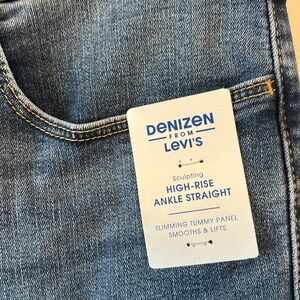 DENIZEN
FROM
LEVI'S
Sculpting
HIGH-RISE
ANKLE STRAIGHT
SLIMMING TUMMY PANEL
SMOOTHS & LIFTS